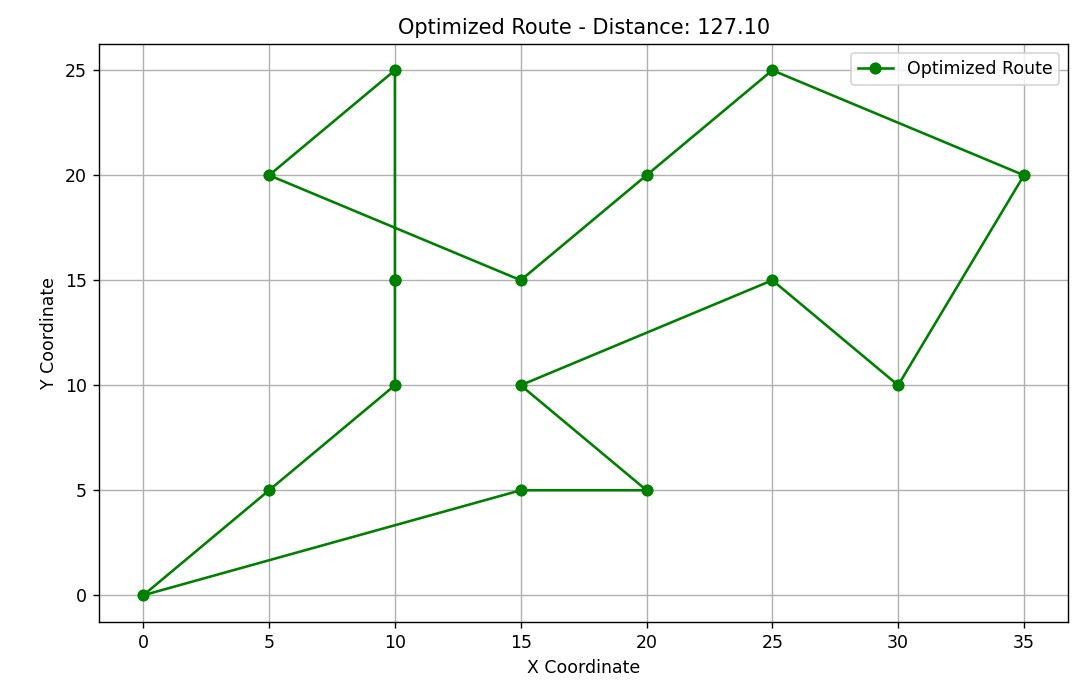 Optimized Route - Distance: 127.10
Optimized Route
25
20
15
10
5
0
Y Coordinate
0 5 10 15 20 25 30 35
X Coordinate